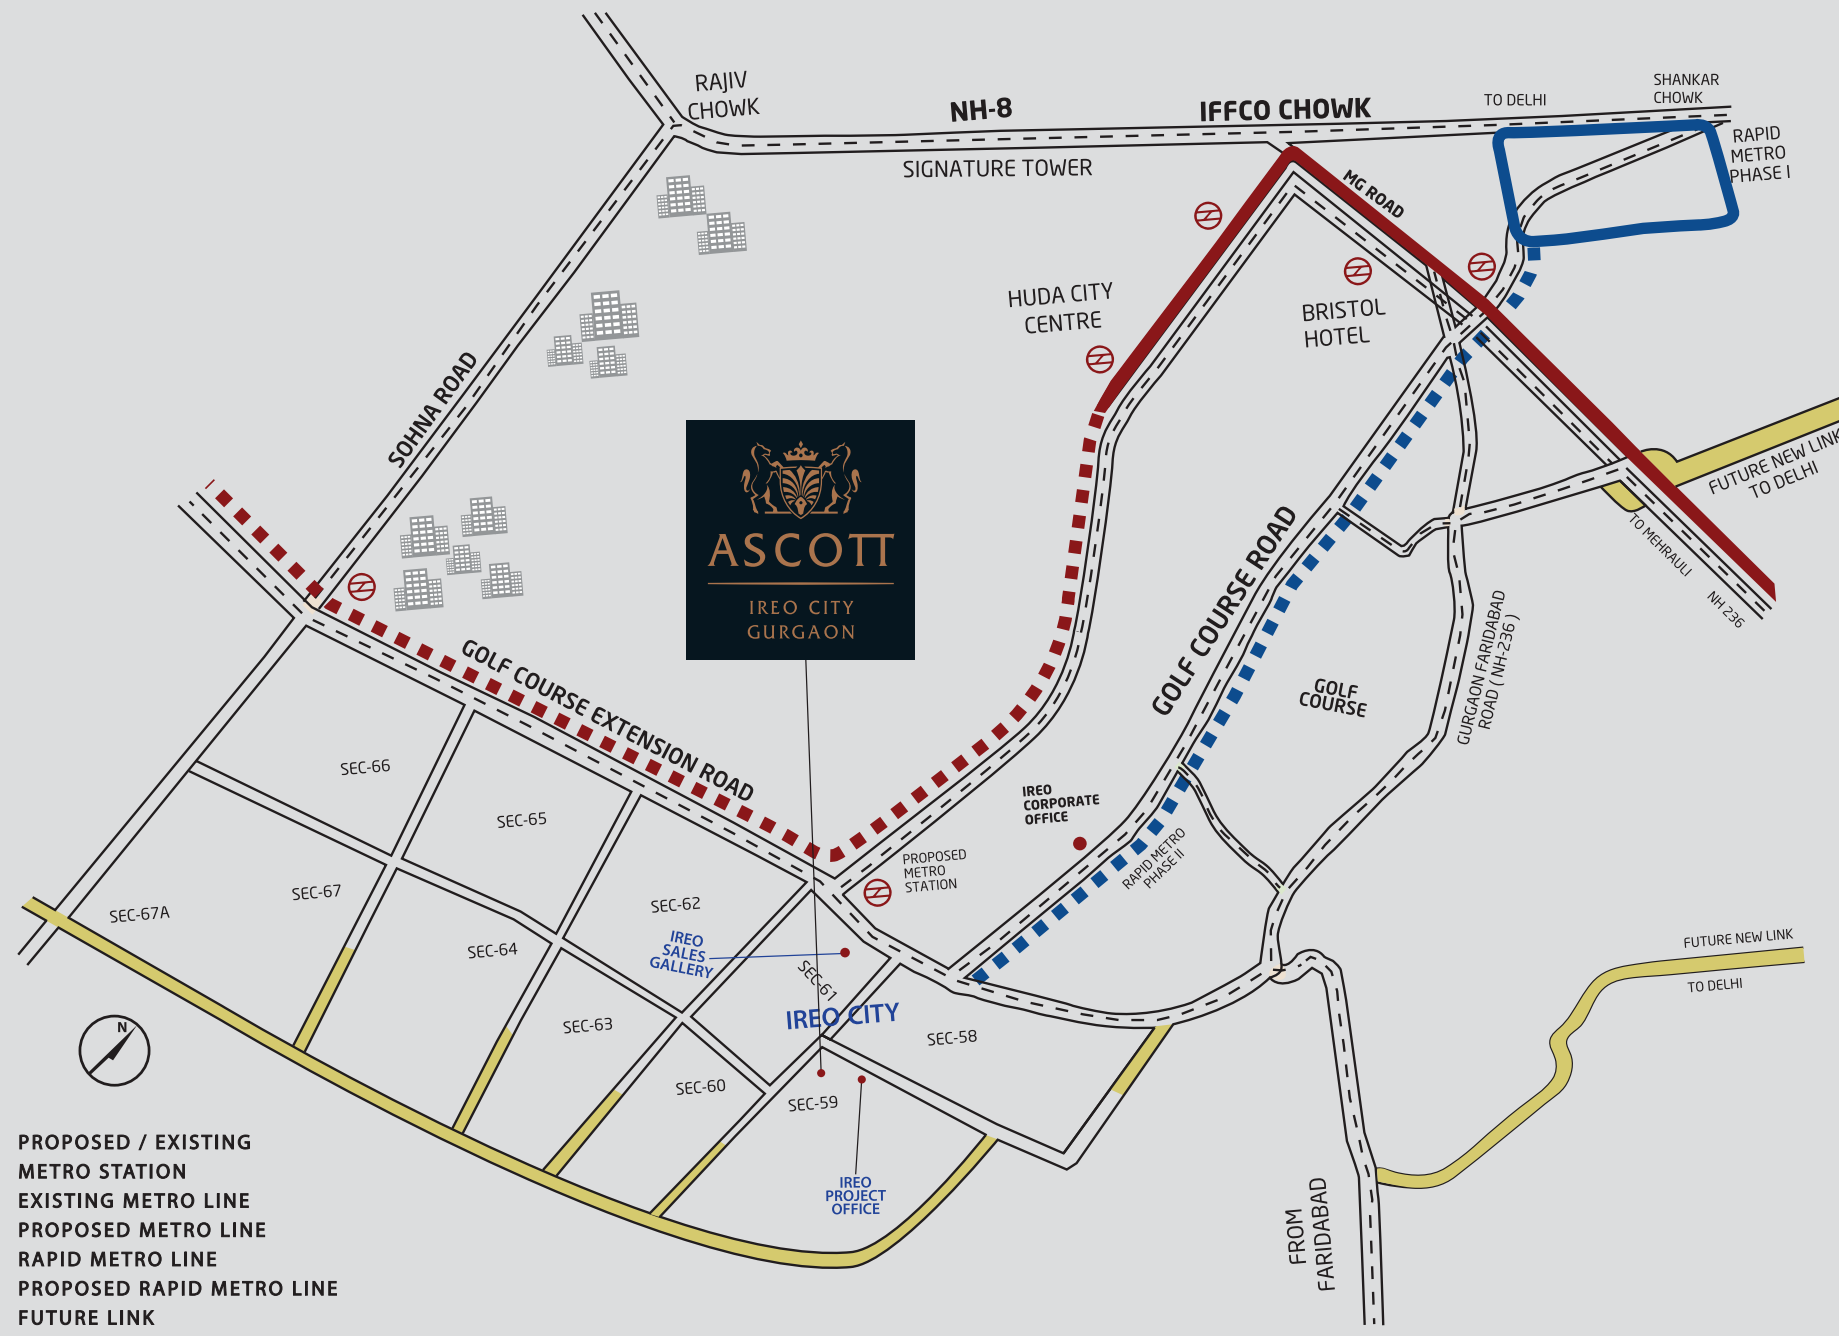 RAJIV
CHOWK
NH-8
IFFCO CHOWK
TO DELHI
SHANKAR
CHOWK
SIGNATURE TOWER
MG ROAD
RAPID
METRO
PHASE I
HUDA CITY
CENTRE
BRISTOL
HOTEL
SOHNA ROAD
FUTURE NEW LINK
TO DELHI
TO MEHRAULI
NH 236
ASCOTT
IREO CITY
GURGAON
GOLF COURSE ROAD
GOLF COURSE EXTENSION ROAD
GOLF
COURSE
GURGAON FARIDABAD
ROAD ( NH-236 )
SEC-66
SEC-65
IREO
CORPORATE
OFFICE
RAPID METRO
PHASE II
PROPOSED
METRO
STATION
SEC-67A
SEC-67
SEC-62
SEC-64
IREO
SALES
GALLERY
SEC-61
IREO CITY
SEC-63
SEC-58
SEC-60
SEC-59
FUTURE NEW LINK
TO DELHI
N
IREO
PROJECT
OFFICE
FROM
FARIDABAD
PROPOSED / EXISTING
METRO STATION
EXISTING METRO LINE
PROPOSED METRO LINE
RAPID METRO LINE
PROPOSED RAPID METRO LINE
FUTURE LINK